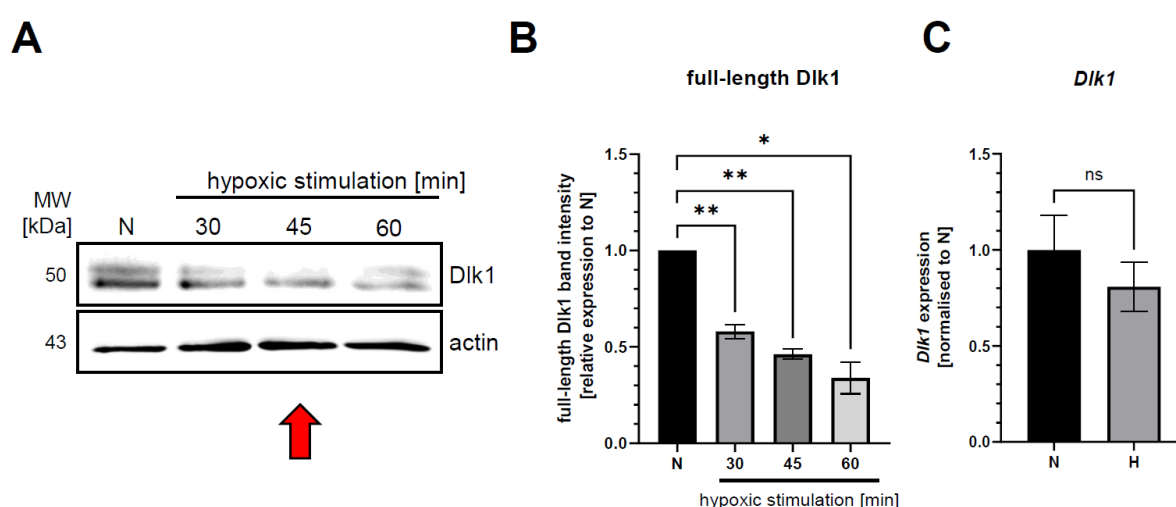 A
hypoxic stimulation [min]
MW
[kDa]
N 30 45 60
50 Dlk1
43 actin
B
full-length Dlk1
full-length Dlk1 band intensity
[relative expression to N]
1.5
1.0
0.5
0.0
*
**
**
N 30 45 60
hypoxic stimulation [min]
C
Dlk1
Dlk1 expression
[normalised to N]
1.5
1.0
0.5
0.0
ns
N H